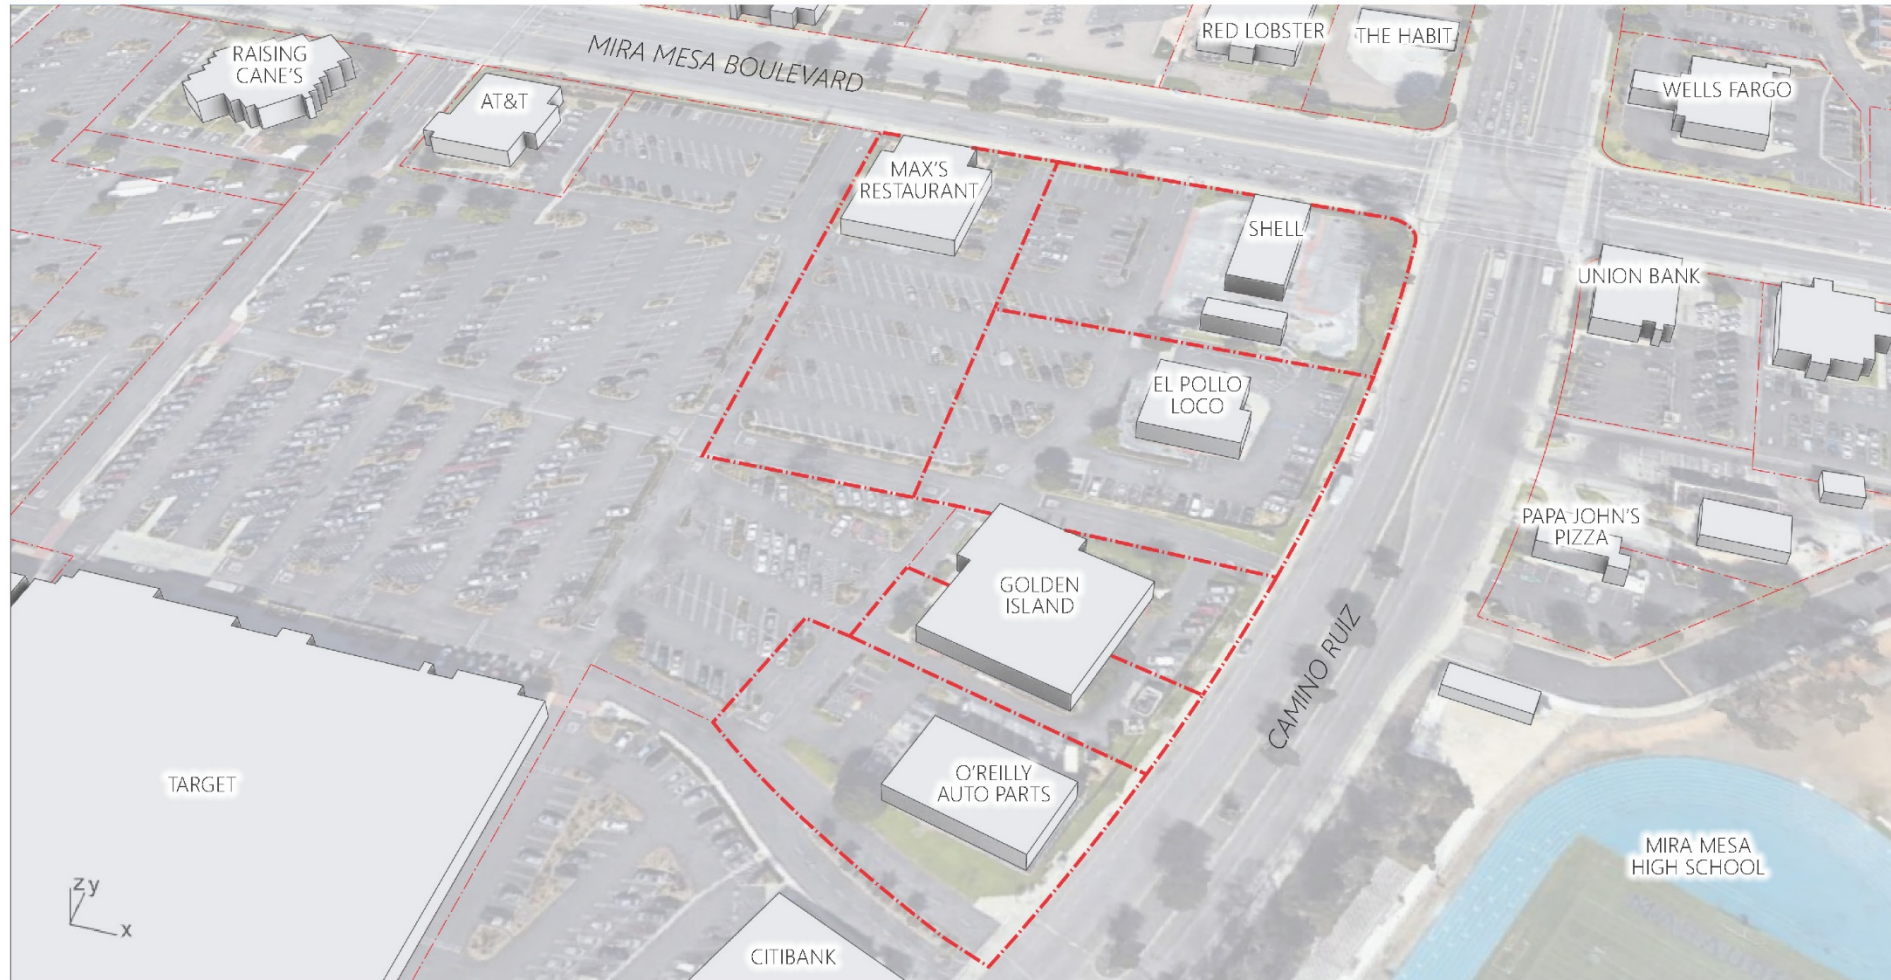 RAISING
CANE'S
AT&T
MIRA MESA BOULEVARD
RED LOBSTER
THE HABIT
WELLS FARGO
MAX'S
RESTAURANT
SHELL
UNION BANK
EL POLLO
LOCO
PAPA JOHN'S
PIZZA
GOLDEN
ISLAND
CAMINO RUIZ
TARGET
O'REILLY
AUTO PARTS
MIRA MESA
HIGH SCHOOL
z y
x
CITIBANK